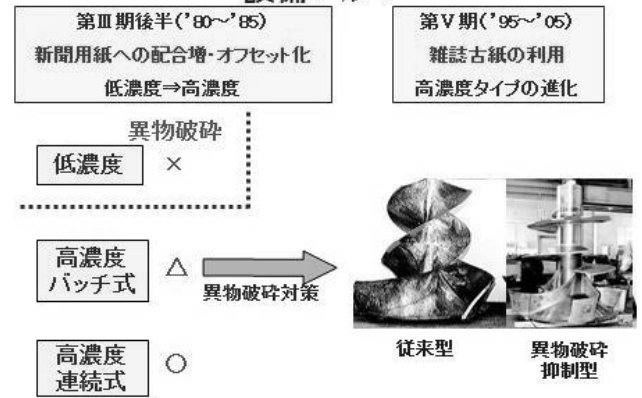 第Ⅲ期後半('80～'85)
新聞用紙への配合増・オフセット化
低濃度⇒高濃度
第Ⅴ期('95～'05)
雑誌古紙の利用
高濃度タイプの進化
異物破砕
低濃度 ×
高濃度
バッチ式 △
異物破砕対策
高濃度
連続式 ○
従来型
異物破砕
抑制型